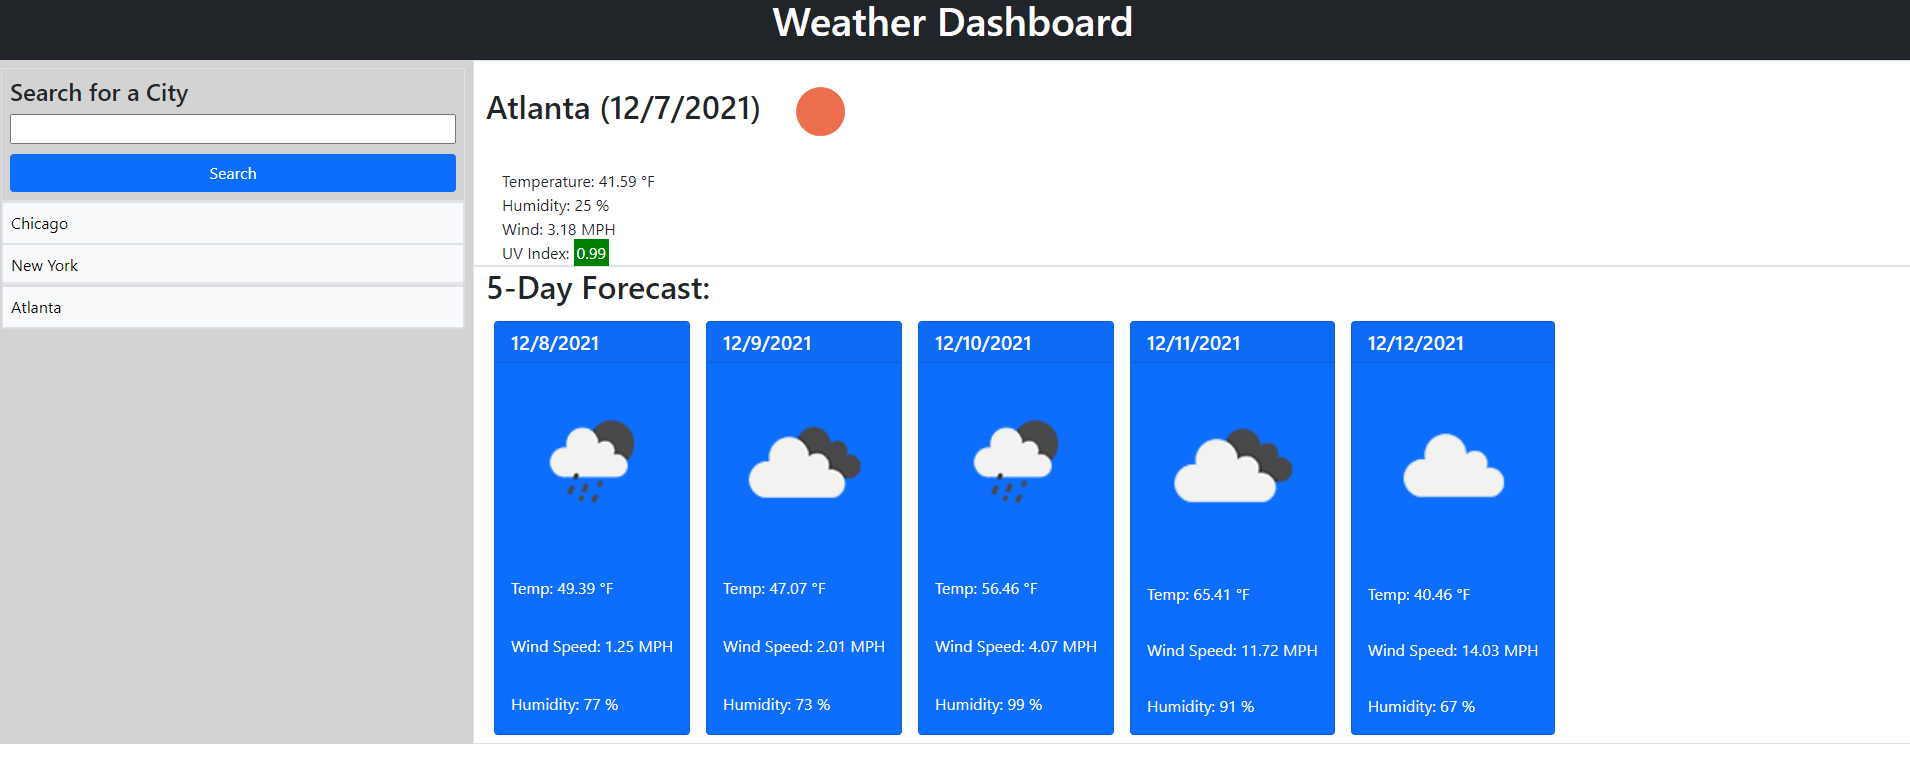 Weather Dashboard
Search for a City
Search
Chicago
New York
Atlanta
Atlanta (12/7/2021)
Temperature: 41.59 °F
Humidity: 25 %
Wind: 3.18 MPH
UV Index: 0.99
5-Day Forecast:
12/8/2021
Temp: 49.39 °F
Wind Speed: 1.25 MPH
Humidity: 77 %
12/9/2021
Temp: 47.07 °F
Wind Speed: 2.01 MPH
Humidity: 73 %
12/10/2021
Temp: 56.46 °F
Wind Speed: 4.07 MPH
Humidity: 99 %
12/11/2021
Temp: 65.41 °F
Wind Speed: 11.72 MPH
Humidity: 91 %
12/12/2021
Temp: 40.46 °F
Wind Speed: 14.03 MPH
Humidity: 67 %